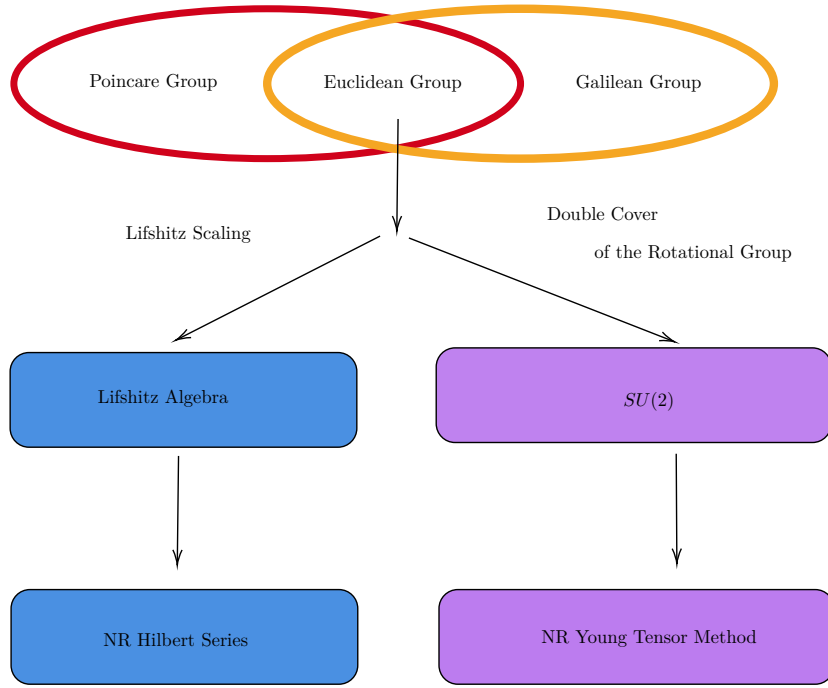 Poincare Group
Euclidean Group
Galilean Group
Lifshitz Scaling
Double Cover
of the Rotational Group
Lifshitz Algebra
SU(2)
NR Hilbert Series
NR Young Tensor Method